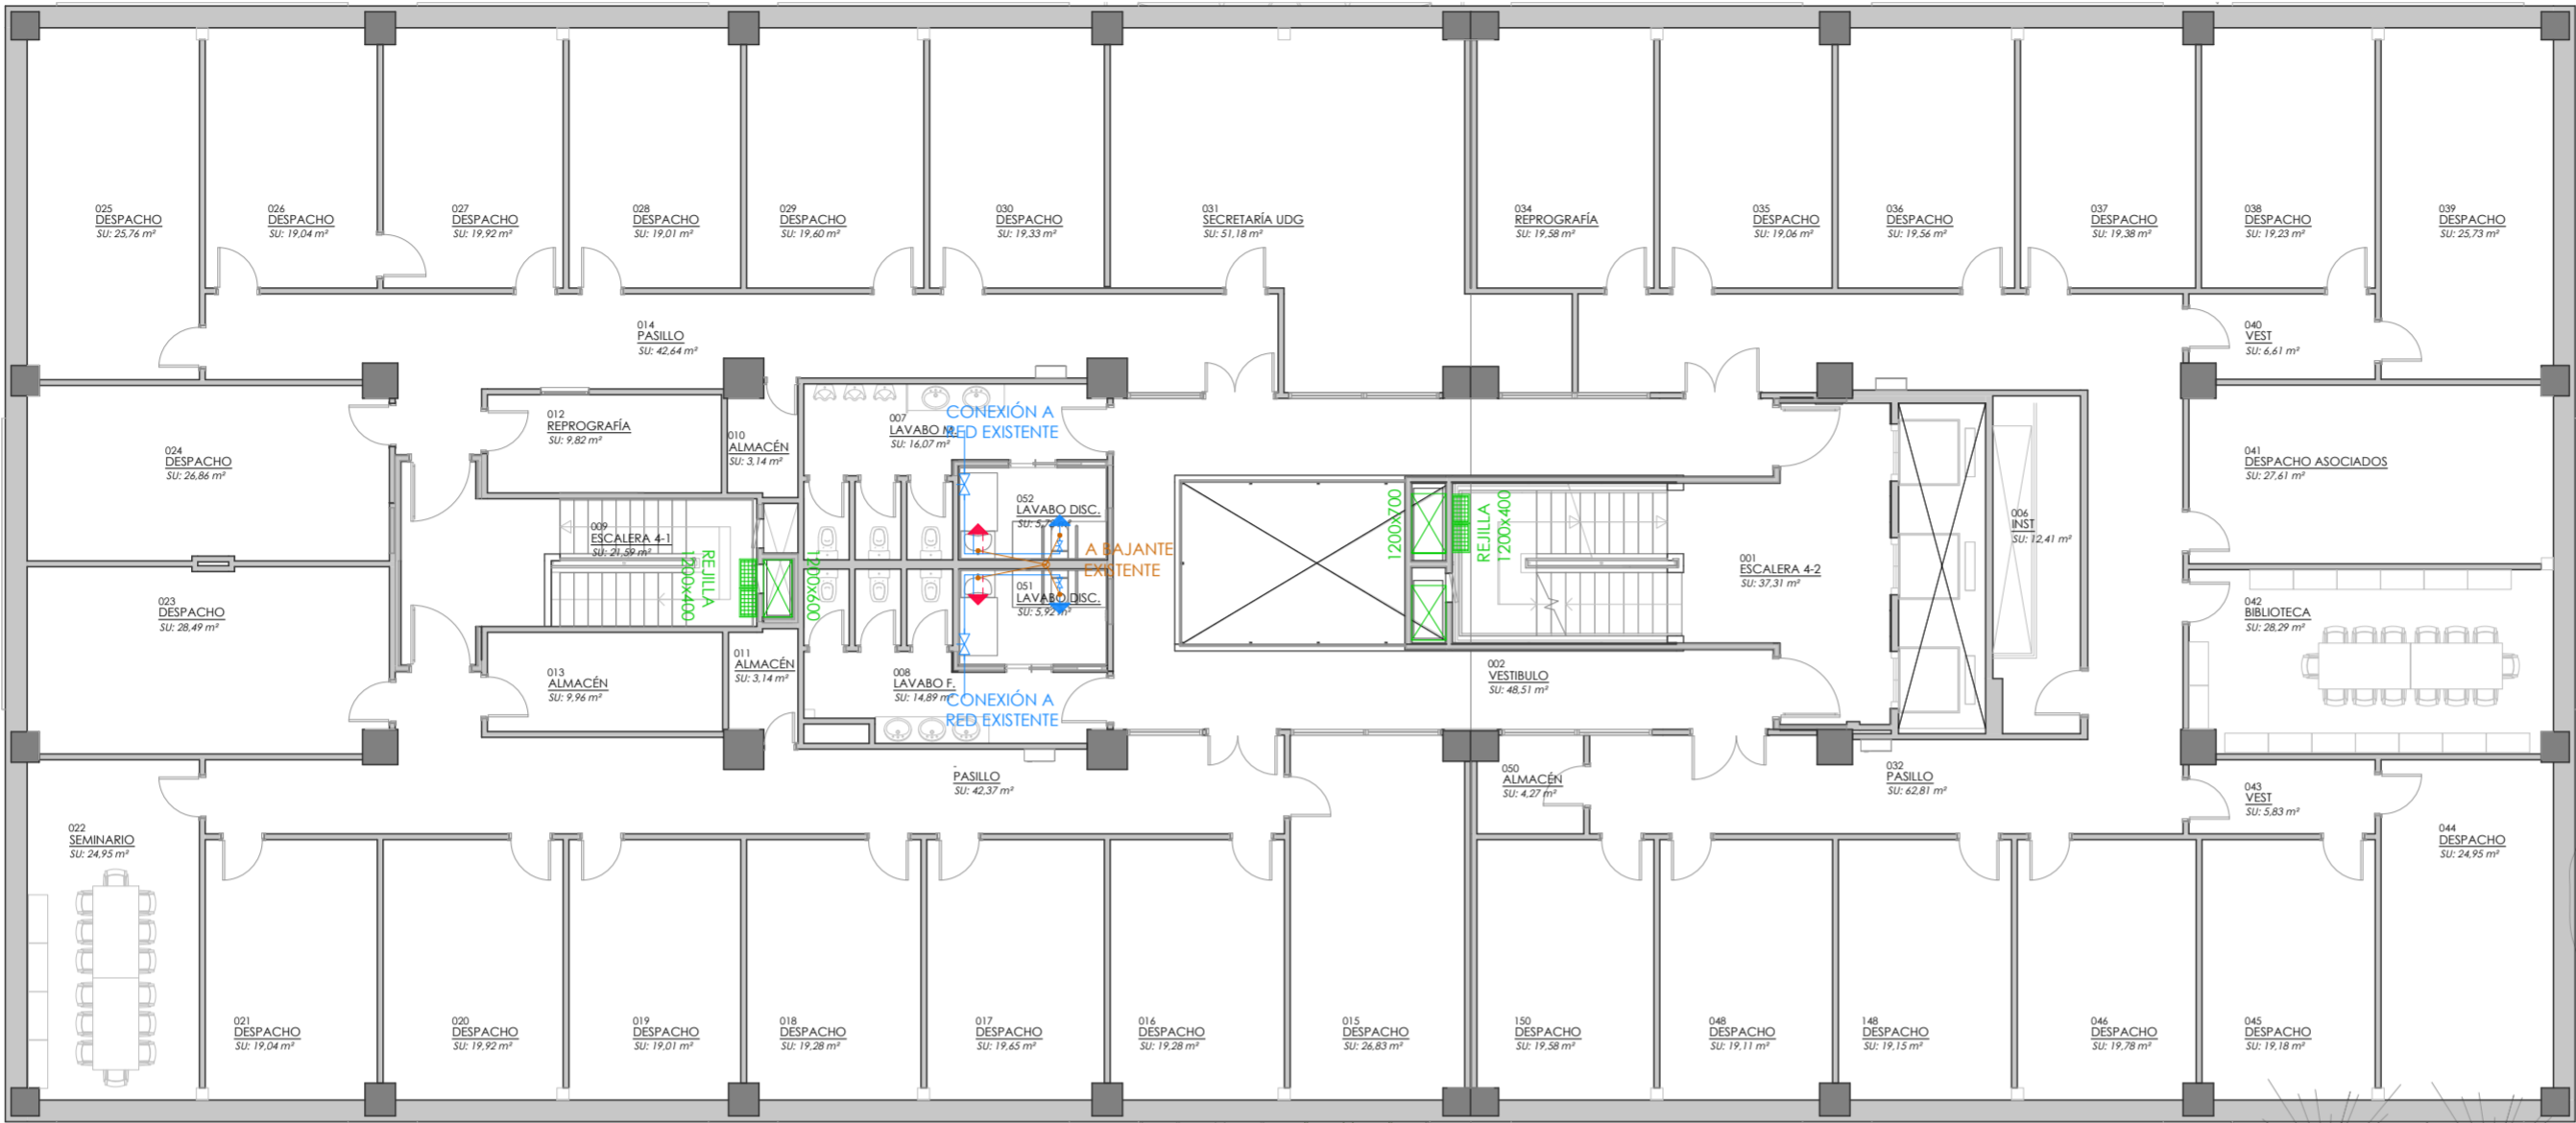 025
DESPACHO
SU: 25,76 m²
026
DESPACHO
SU: 19,04 m²
027
DESPACHO
SU: 19,92 m²
028
DESPACHO
SU: 19,01 m²
029
DESPACHO
SU: 19,60 m²
030
DESPACHO
SU: 19,33 m²
031
SECRETARÍA UDG
SU: 51,18 m²
034
REPROGRAFÍA
SU: 19,58 m²
035
DESPACHO
SU: 19,06 m²
036
DESPACHO
SU: 19,56 m²
037
DESPACHO
SU: 19,38 m²
038
DESPACHO
SU: 19,23 m²
039
DESPACHO
SU: 25,73 m²
014
PASILLO
SU: 42,64 m²
040
VEST
SU: 6,61 m²
024
DESPACHO
SU: 26,86 m²
012
REPROGRAFÍA
SU: 9,82 m²
010
ALMACÉN
SU: 3,14 m²
007
LAVABO M.
SU: 16,07 m²
CONEXIÓN A
RED EXISTENTE
041
DESPACHO ASOCIADOS
SU: 27,61 m²
009
ESCALERA 4-1
SU: 21,59 m²
REJILLA
1200x400
1200x600
052
LAVABO DISC.
A BAJANTE
EXISTENTE
051
LAVABO DISC.
SU: 5,92 m²
1200x700
REJILLA
1200x400
001
ESCALERA 4-2
SU: 37,31 m²
006
INST
SU: 12,41 m²
023
DESPACHO
SU: 28,49 m²
042
BIBLIOTECA
SU: 28,29 m²
013
ALMACÉN
SU: 9,96 m²
011
ALMACÉN
SU: 3,14 m²
008
LAVABO F.
SU: 14,89 m²
CONEXIÓN A
RED EXISTENTE
002
VESTIBULO
SU: 48,51 m²
-
PASILLO
SU: 42,37 m²
050
ALMACÉN
SU: 4,27 m²
032
PASILLO
SU: 62,81 m²
043
VEST
SU: 5,83 m²
022
SEMINARIO
SU: 24,95 m²
044
DESPACHO
SU: 24,95 m²
021
DESPACHO
SU: 19,04 m²
020
DESPACHO
SU: 19,92 m²
019
DESPACHO
SU: 19,01 m²
018
DESPACHO
SU: 19,28 m²
017
DESPACHO
SU: 19,65 m²
016
DESPACHO
SU: 19,28 m²
015
DESPACHO
SU: 26,83 m²
150
DESPACHO
SU: 19,58 m²
048
DESPACHO
SU: 19,11 m²
148
DESPACHO
SU: 19,15 m²
046
DESPACHO
SU: 19,78 m²
045
DESPACHO
SU: 19,18 m²